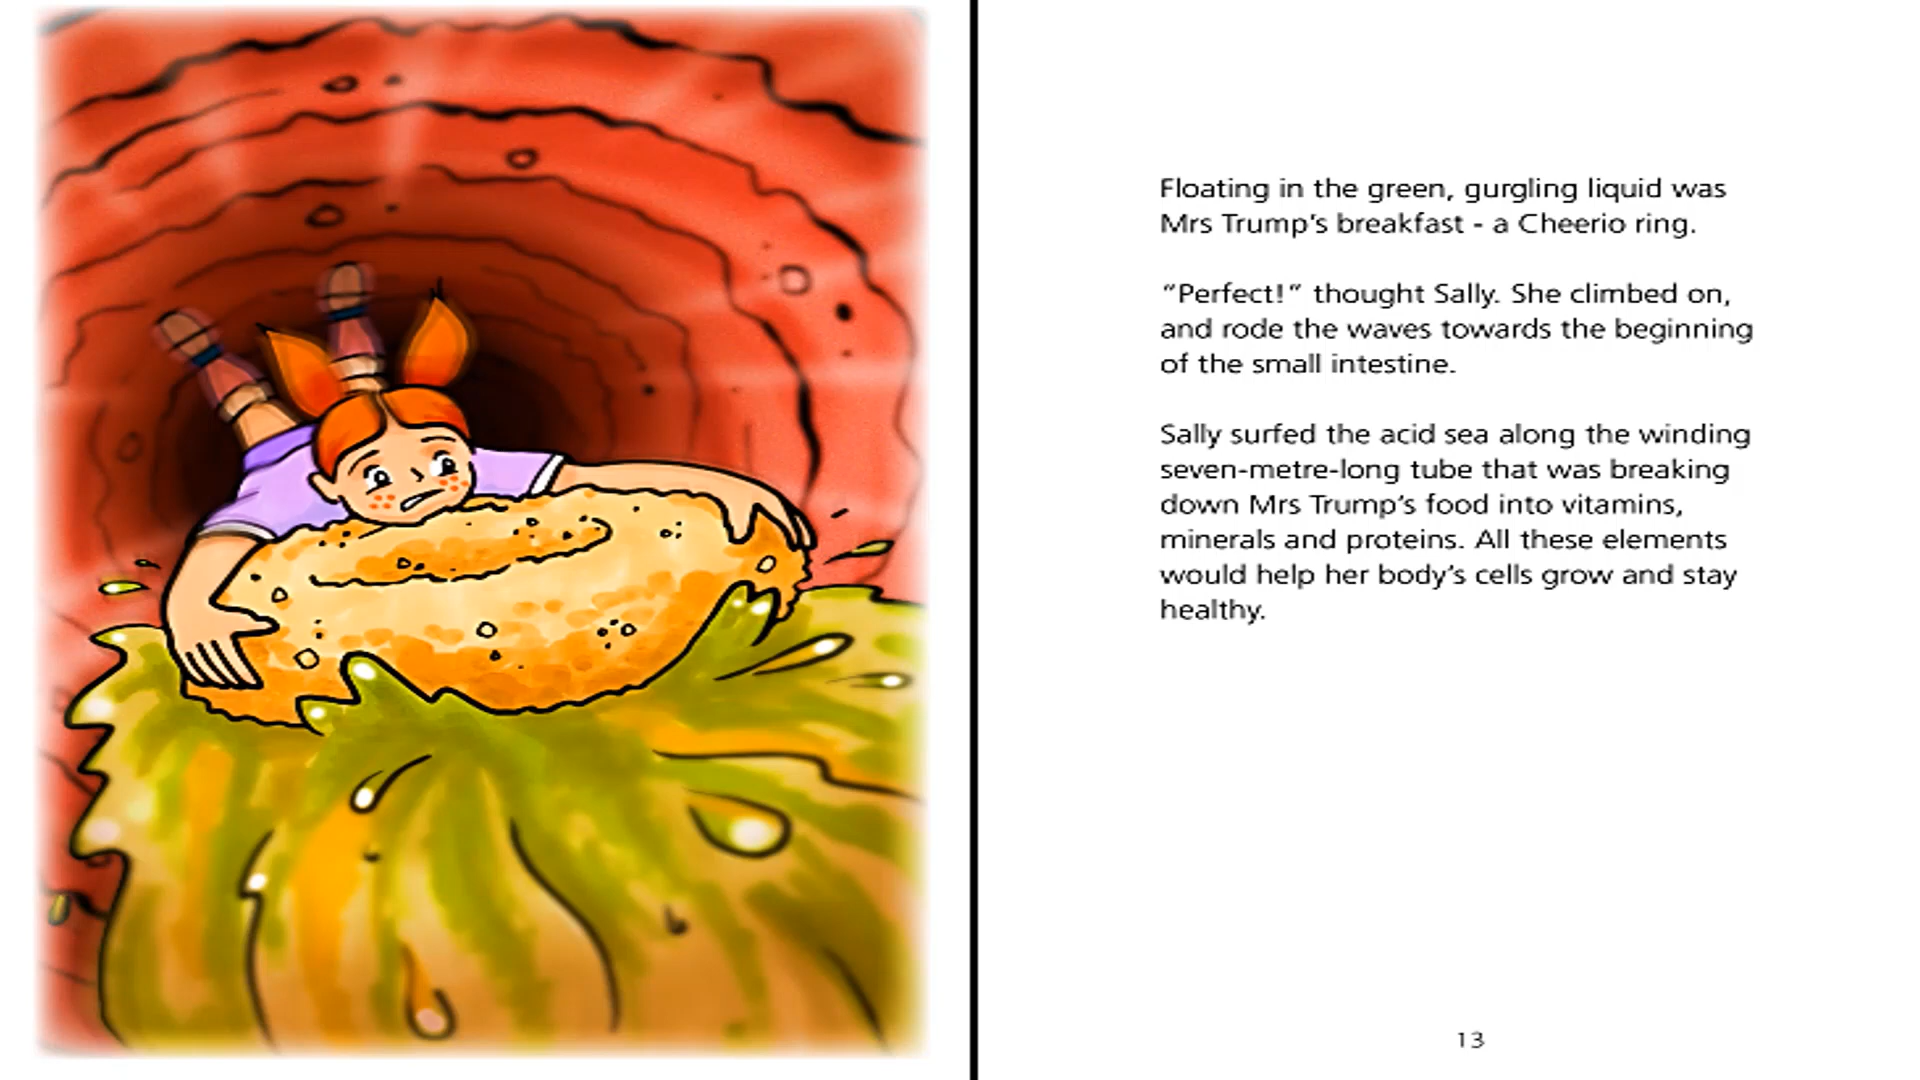 Floating in the green, gurgling liquid was
Mrs Trump's breakfast - a Cheerio ring.
"Perfect!" thought Sally. She climbed on,
and rode the waves towards the beginning
of the small intestine.
Sally surfed the acid sea along the winding
seven-metre-long tube that was breaking
down Mrs Trump's food into vitamins,
minerals and proteins. All these elements
would help her body's cells grow and stay
healthy.
13